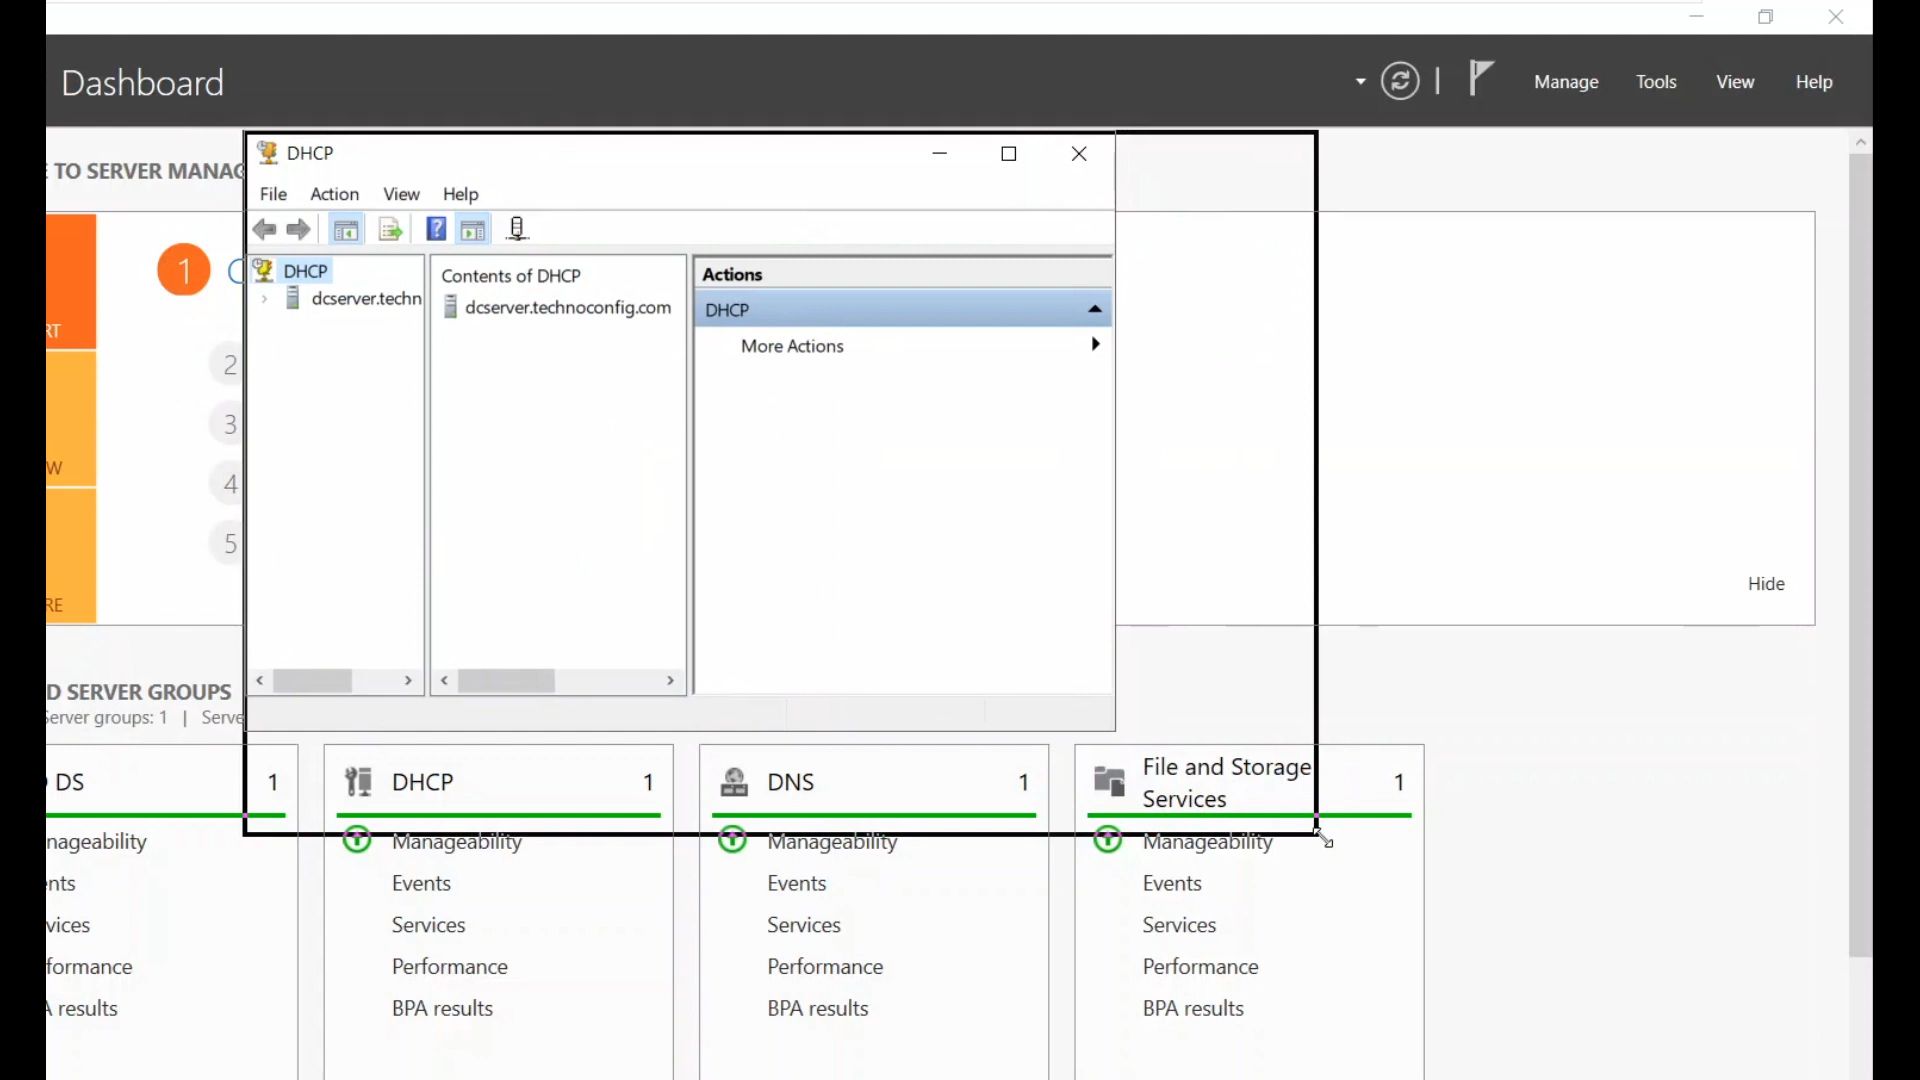 Dashboard
Manage
Tools
View
Help
TO SERVER MANAG
DHCP
File
Action
View
Help
DHCP
dcserver.techn
Contents of DHCP
dcserver.technoconfig.com
Actions
DHCP
More Actions
1
2
3
4
5
RT
W
RE
Hide
D SERVER GROUPS
Server groups: 1 | Serve
DS 1
nageability
nts
vices
formance
A results
DHCP 1
Manageability
Events
Services
Performance
BPA results
DNS 1
Manageability
Events
Services
Performance
BPA results
File and Storage
Services 1
Manageability
Events
Services
Performance
BPA results